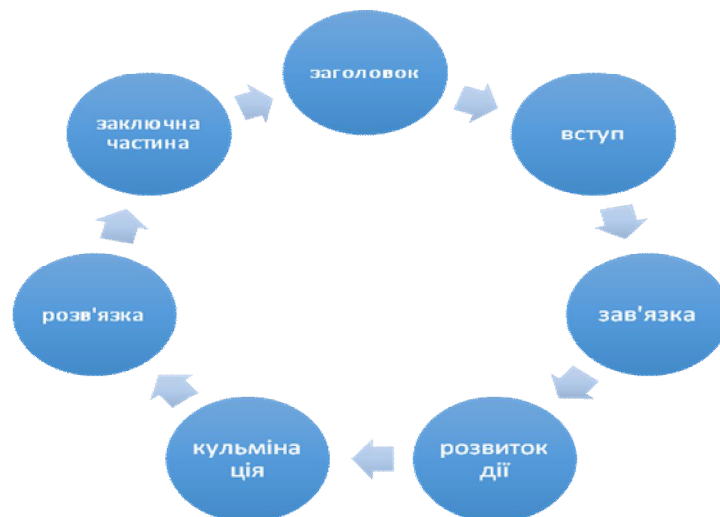 заголовок
вступ
зав'язка
розвиток
дії
кульміна
ція
розв'язка
заключна
частина